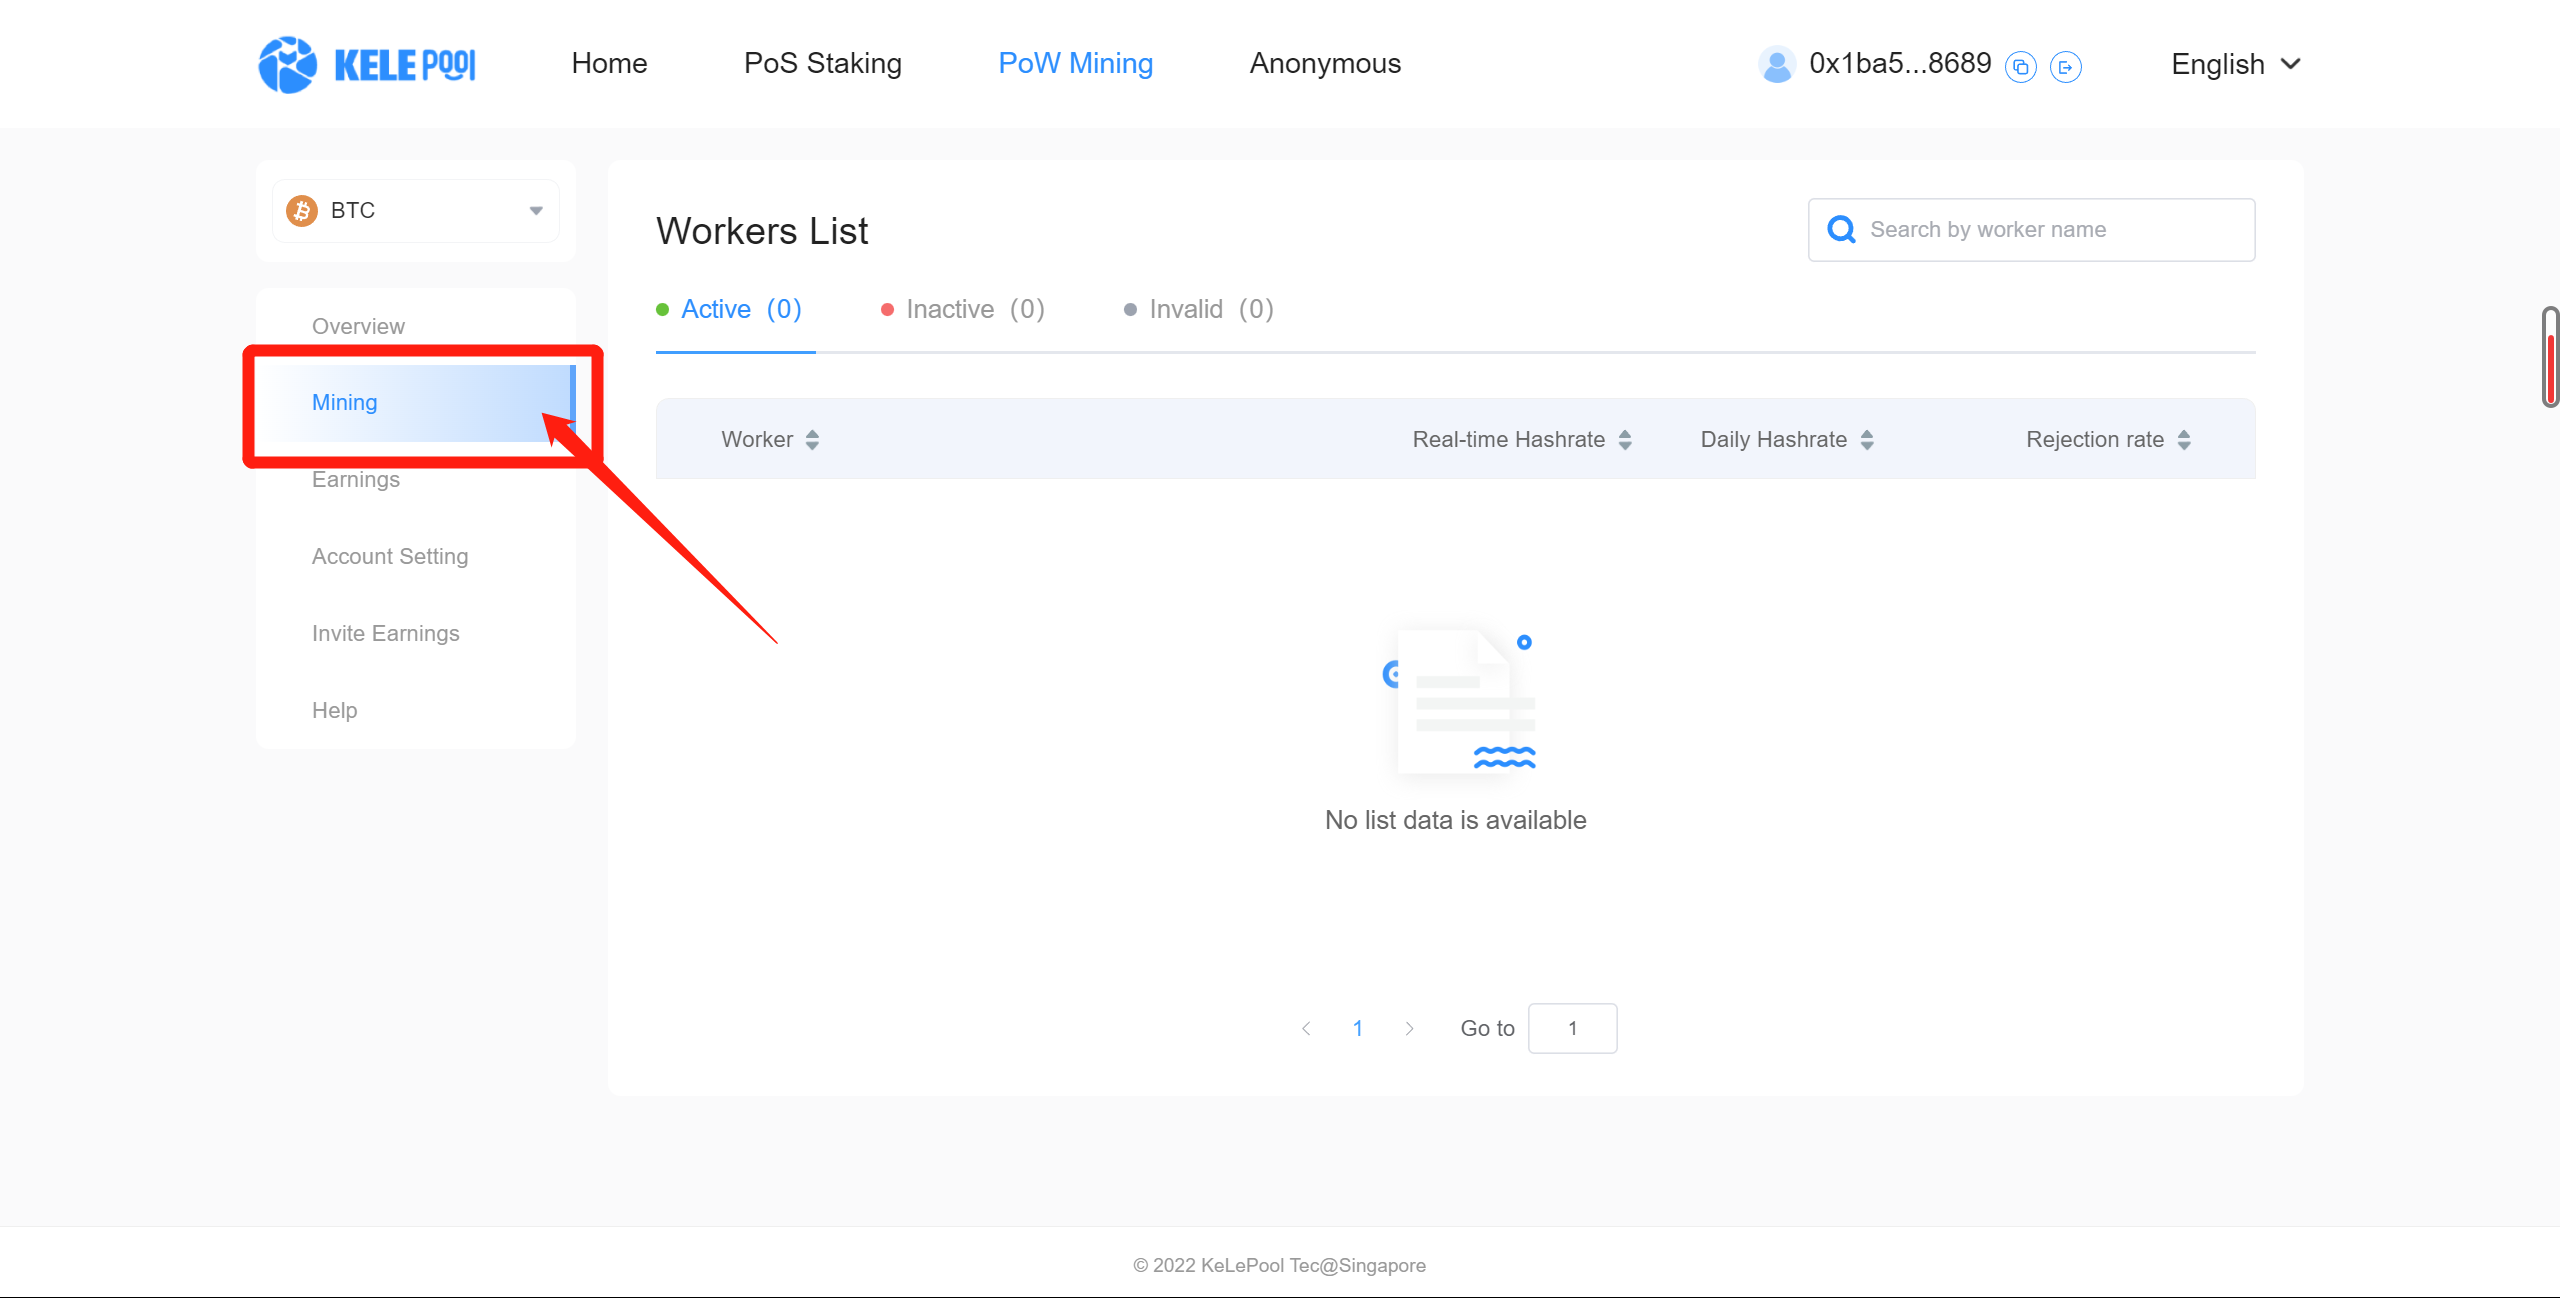 KELE POOL
Home
PoS Staking
PoW Mining
Anonymous
0x1ba5...8689
English
BTC
Overview
Mining
Earnings
Account Setting
Invite Earnings
Help
Workers List
Search by worker name
Active (0)
Inactive (0)
Invalid (0)
Worker
Real-time Hashrate
Daily Hashrate
Rejection rate
No list data is available
1
Go to
1
© 2022 KeLePool Tec@Singapore